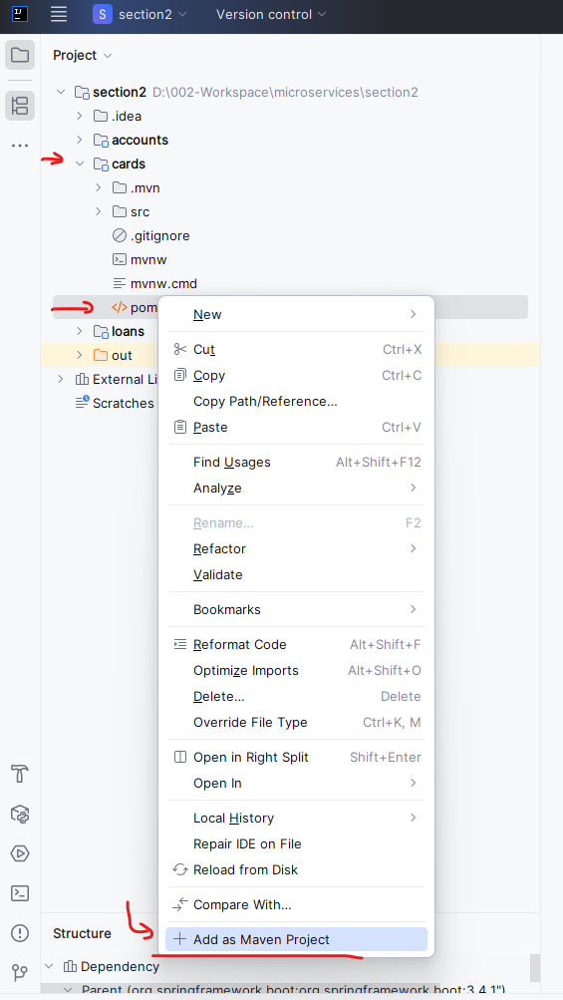 IJ
S section2 Version control
Project
section2 D:\002-Workspace\microservices\section2
.idea
accounts
cards
.mvn
src
.gitignore
mvnw
mvnw.cmd
pom
loans
out
External Li
Scratches
New
Cut Ctrl+X
Copy Ctrl+C
Copy Path/Reference...
Paste Ctrl+V
Find Usages Alt+Shift+F12
Analyze
Rename... F2
Refactor
Validate
Bookmarks
Reformat Code Alt+Shift+F
Optimize Imports Alt+Shift+O
Delete... Delete
Override File Type Ctrl+K, M
Open in Right Split Shift+Enter
Open In
Local History
Repair IDE on File
Reload from Disk
Compare With...
Add as Maven Project
Structure
Dependency
Parent (org.springframework.boot:org.springframework.boot:3.4.1")